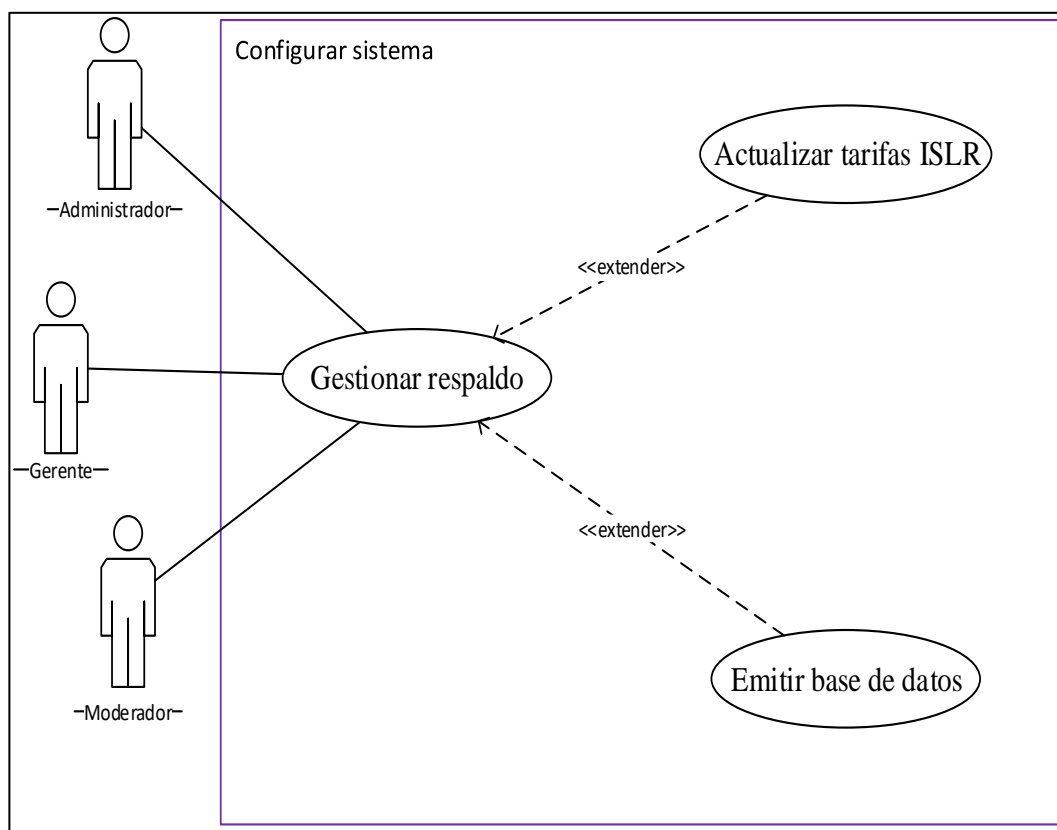 Configurar sistema
Actualizar tarifas ISLR
Administrador
<<extender>>
Gestionar respaldo
Gerente
<<extender>>
Emitir base de datos
Moderador